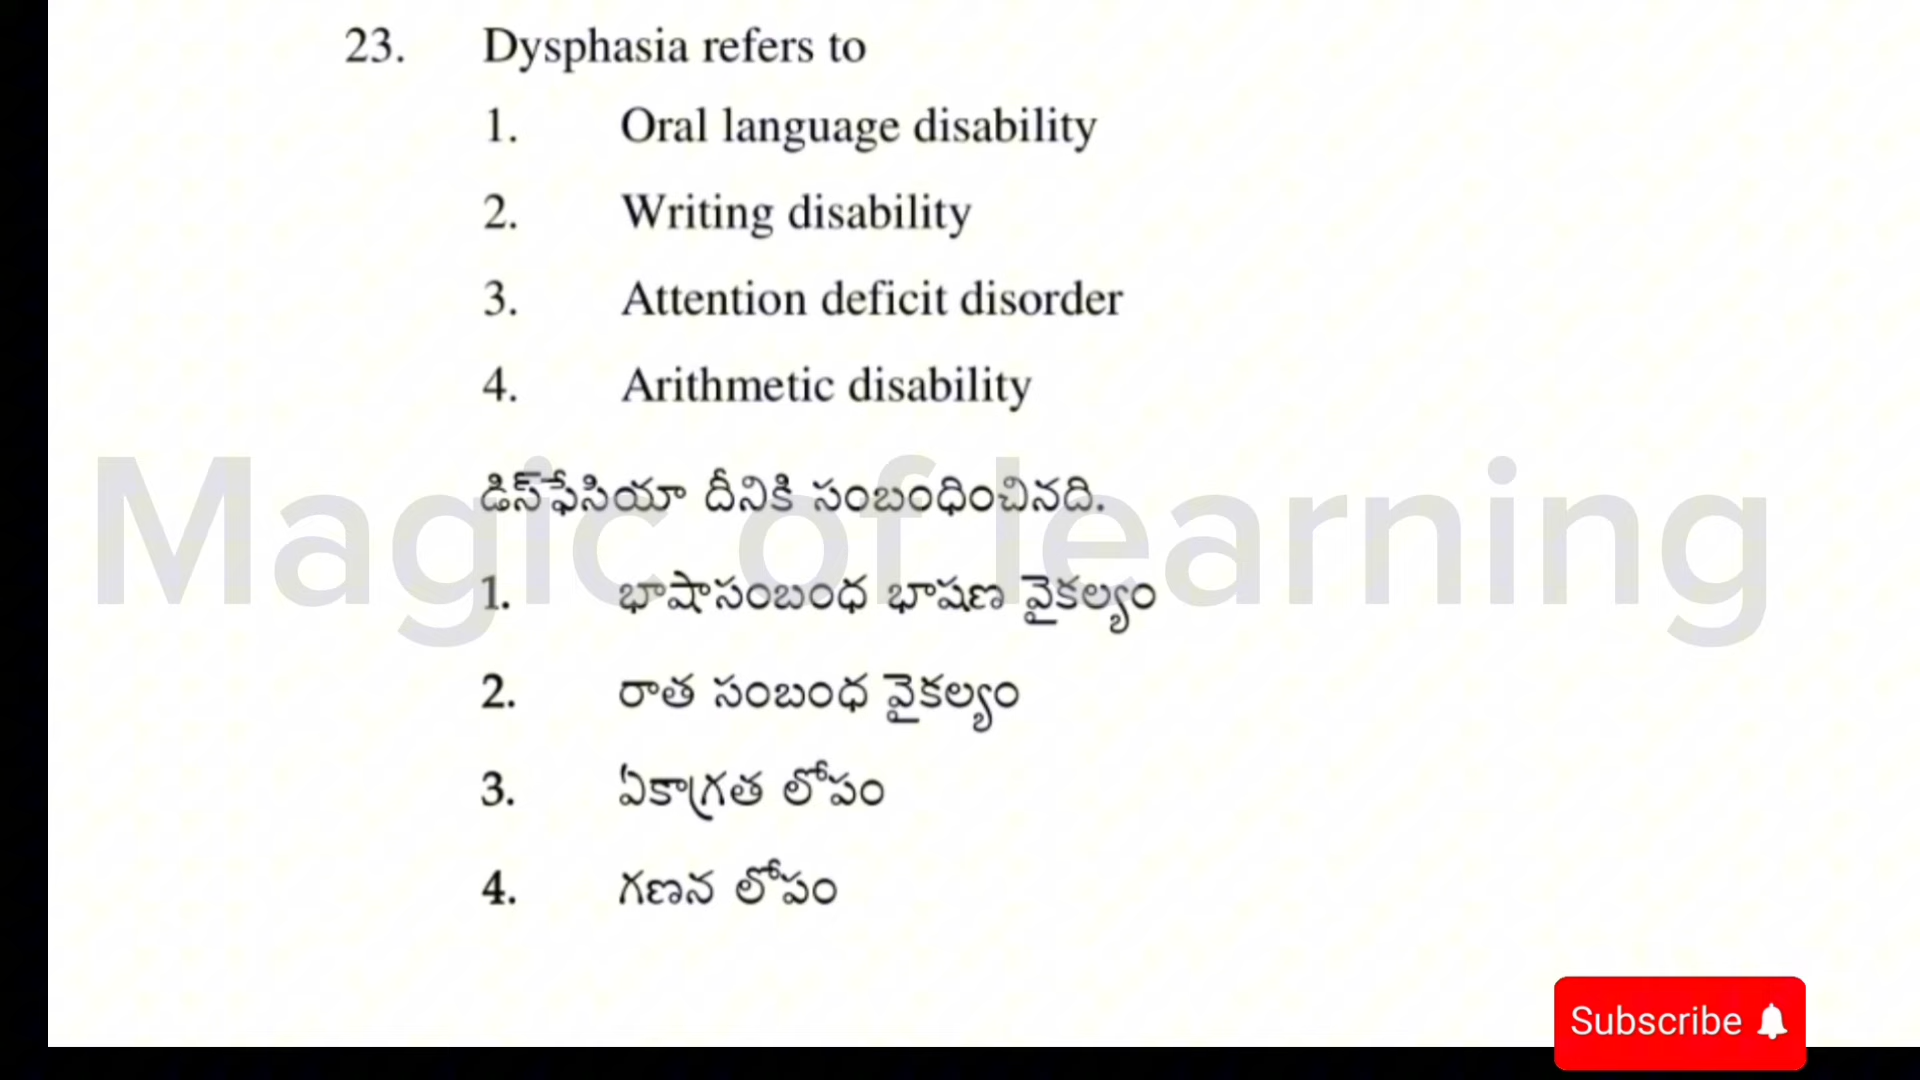 23. Dysphasia refers to
1. Oral language disability
2. Writing disability
3. Attention deficit disorder
4. Arithmetic disability
Magic of learning
డిస్‌ఫేసియా దీనికి సంబంధించినది.
1. భాషాసంబంధ భాషణ వైకల్యం
2. రాత సంబంధ వైకల్యం
3. ఏకాగ్రత లోపం
4. గణన లోపం
Subscribe